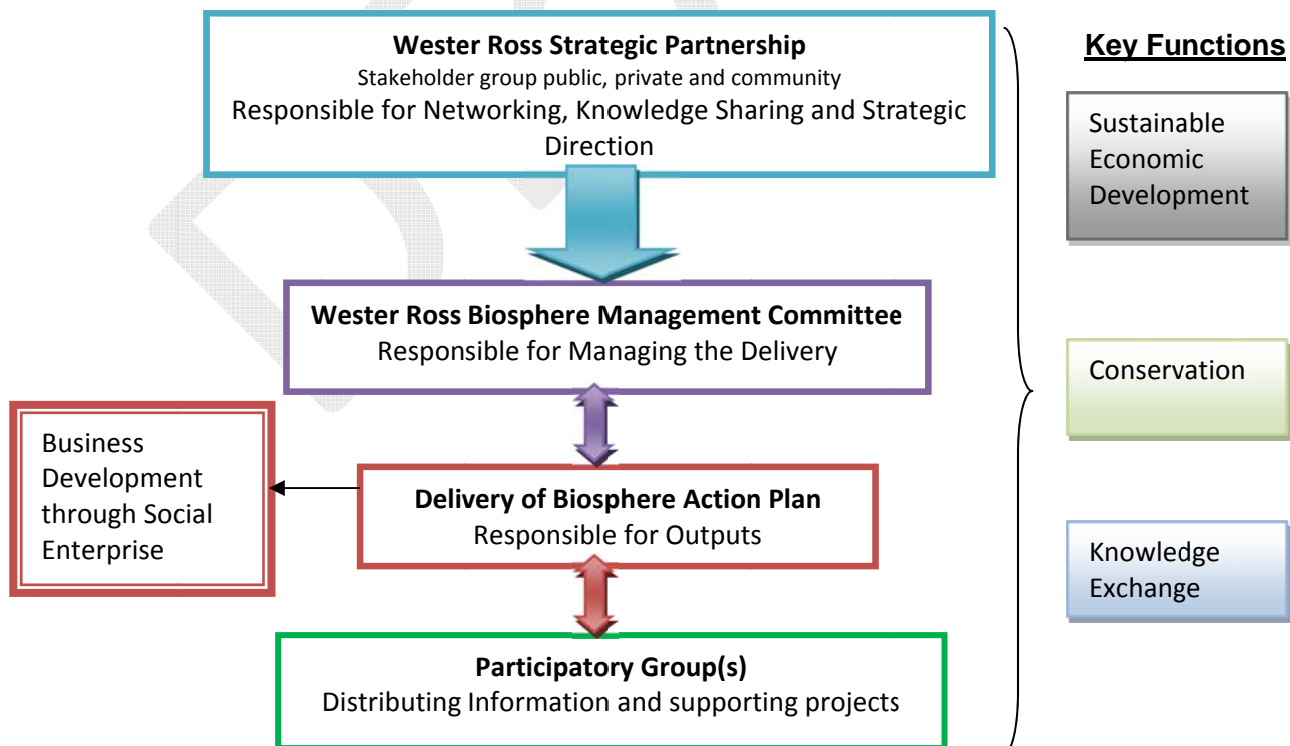 Wester Ross Strategic Partnership
Stakeholder group public, private and community
Responsible for Networking, Knowledge Sharing and Strategic
Direction
Key Functions
Sustainable
Economic
Development
Wester Ross Biosphere Management Committee
Responsible for Managing the Delivery
Conservation
Business
Development
through Social
Enterprise
Delivery of Biosphere Action Plan
Responsible for Outputs
Knowledge
Exchange
Participatory Group(s)
Distributing Information and supporting projects